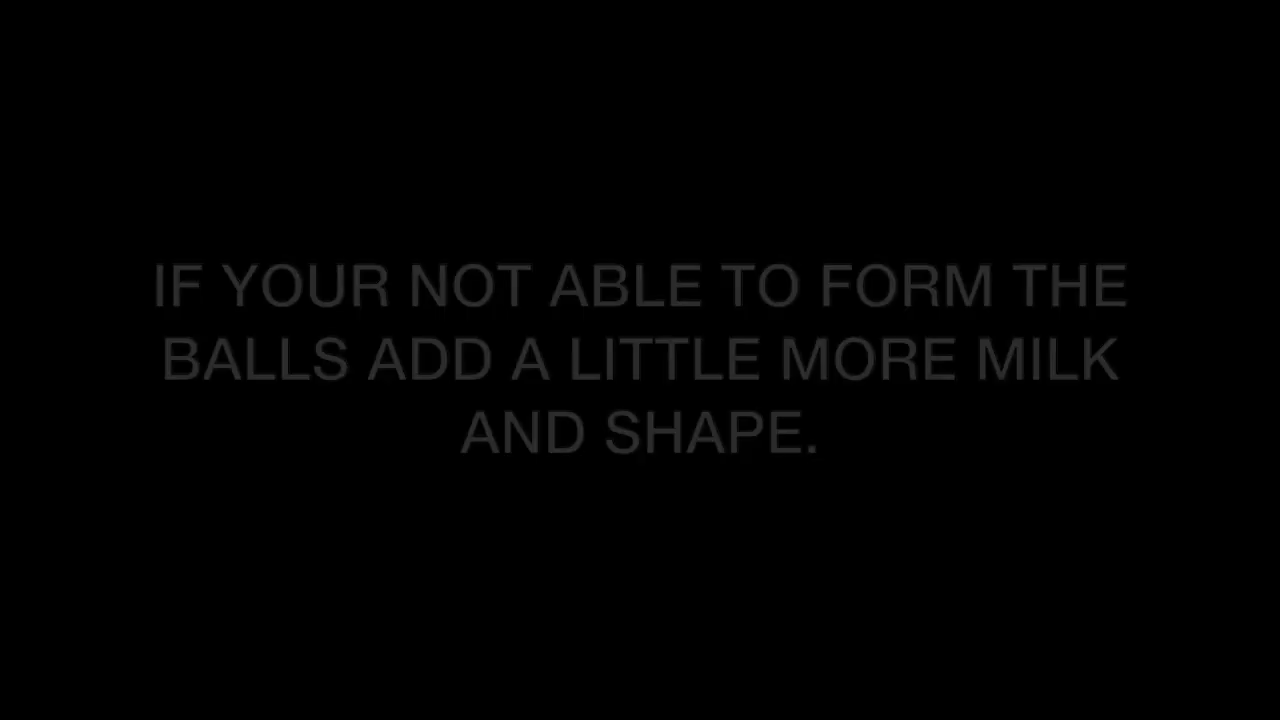 IF YOUR NOT ABLE TO FORM THE
BALLS ADD A LITTLE MORE MILK
AND SHAPE.